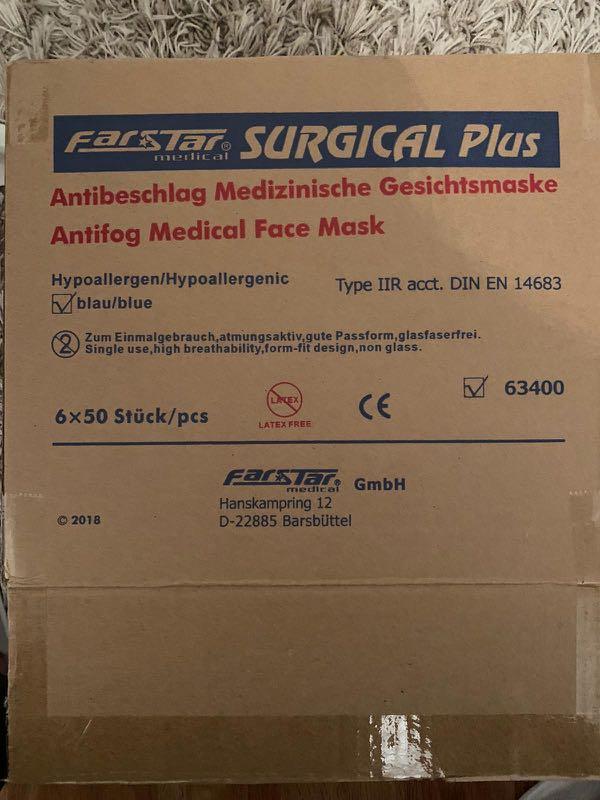 Farstar® medical SURGICAL Plus
Antibeschlag Medizinische Gesichtsmaske
Antifog Medical Face Mask
Hypoallergen/Hypoallergenic
Type IIR acct. DIN EN 14683
blau/blue
2 Zum Einmalgebrauch,atmungsaktiv,gute Passform,glasfaserfrei.
Single use,high breathability,form-fit design,non glass.
63400
6×50 Stück/pcs
LATEX
LATEX FREE
CE
Farstar® medical GmbH
Hanskampring 12
D-22885 Barsbüttel
© 2018